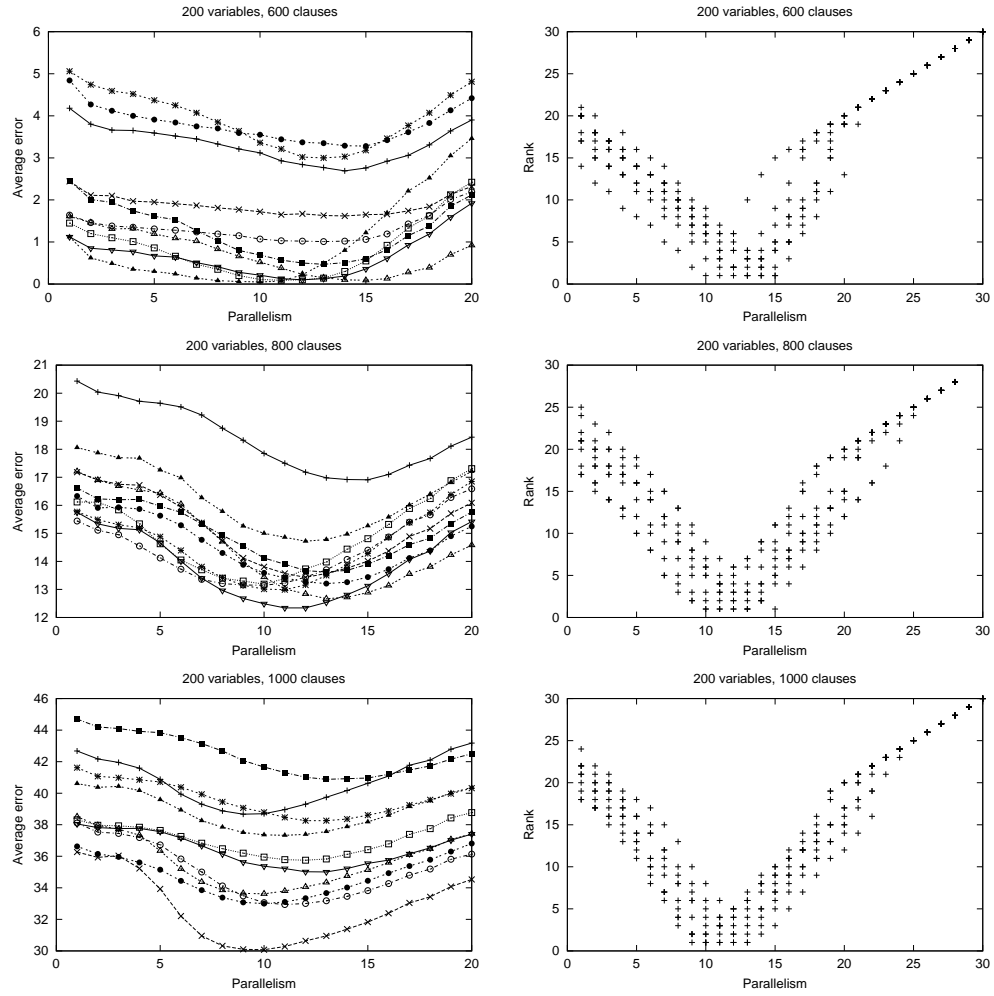 200 variables, 600 clauses
Average error
6
5
4
3
2
1
0
0 5 10 15 20
Parallelism
200 variables, 600 clauses
Rank
30
25
20
15
10
5
0
0 5 10 15 20 25 30
Parallelism
200 variables, 800 clauses
Average error
21
20
19
18
17
16
15
14
13
12
0 5 10 15 20
Parallelism
200 variables, 800 clauses
Rank
30
25
20
15
10
5
0
0 5 10 15 20 25 30
Parallelism
200 variables, 1000 clauses
Average error
46
44
42
40
38
36
34
32
30
0 5 10 15 20
Parallelism
200 variables, 1000 clauses
Rank
30
25
20
15
10
5
0
0 5 10 15 20 25 30
Parallelism